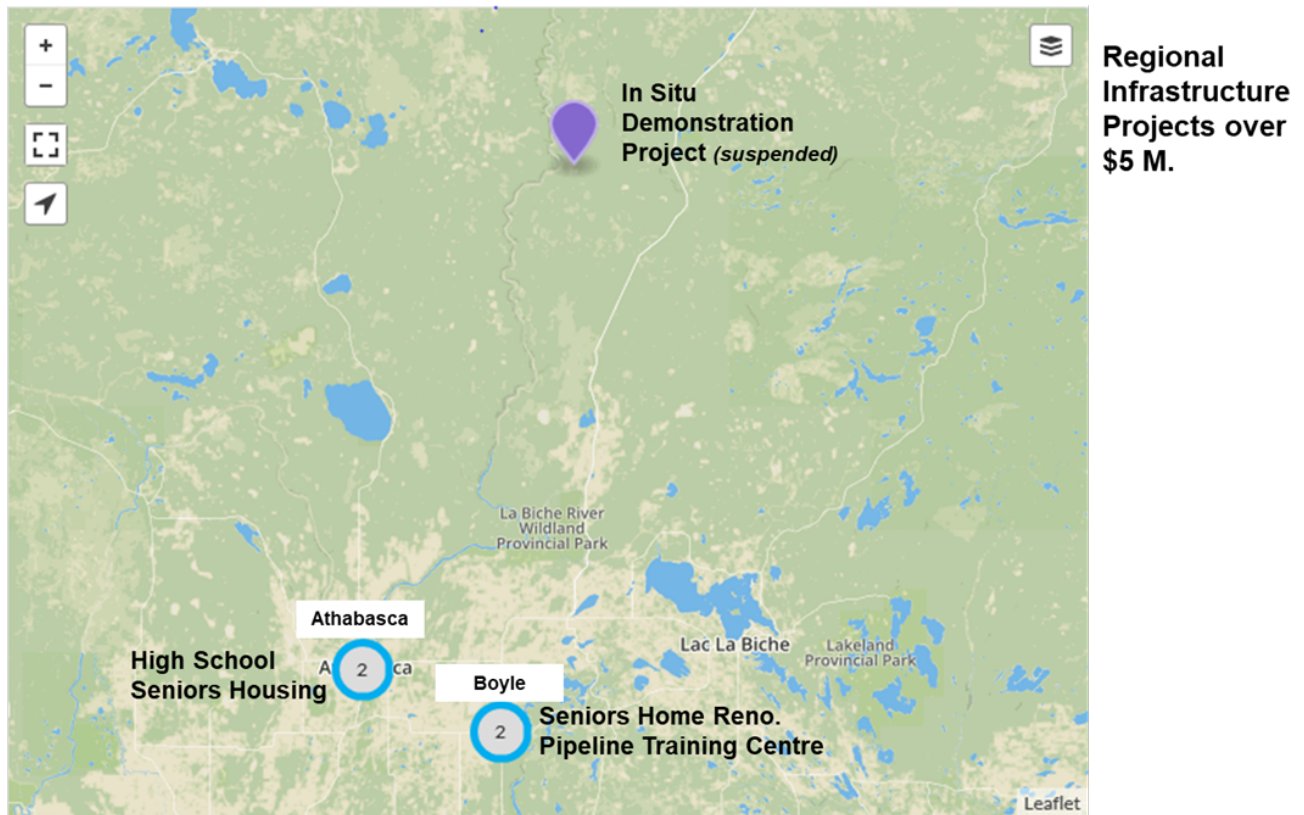 +
−
In Situ
Demonstration
Project (suspended)
Regional
Infrastructure
Projects over
$5 M.
La Biche River
Wildland
Provincial Park
Athabasca
High School
Seniors Housing
A
2
ca
Boyle
2
Seniors Home Reno.
Pipeline Training Centre
Lac La Biche
Lakeland
Provincial Park
Leaflet